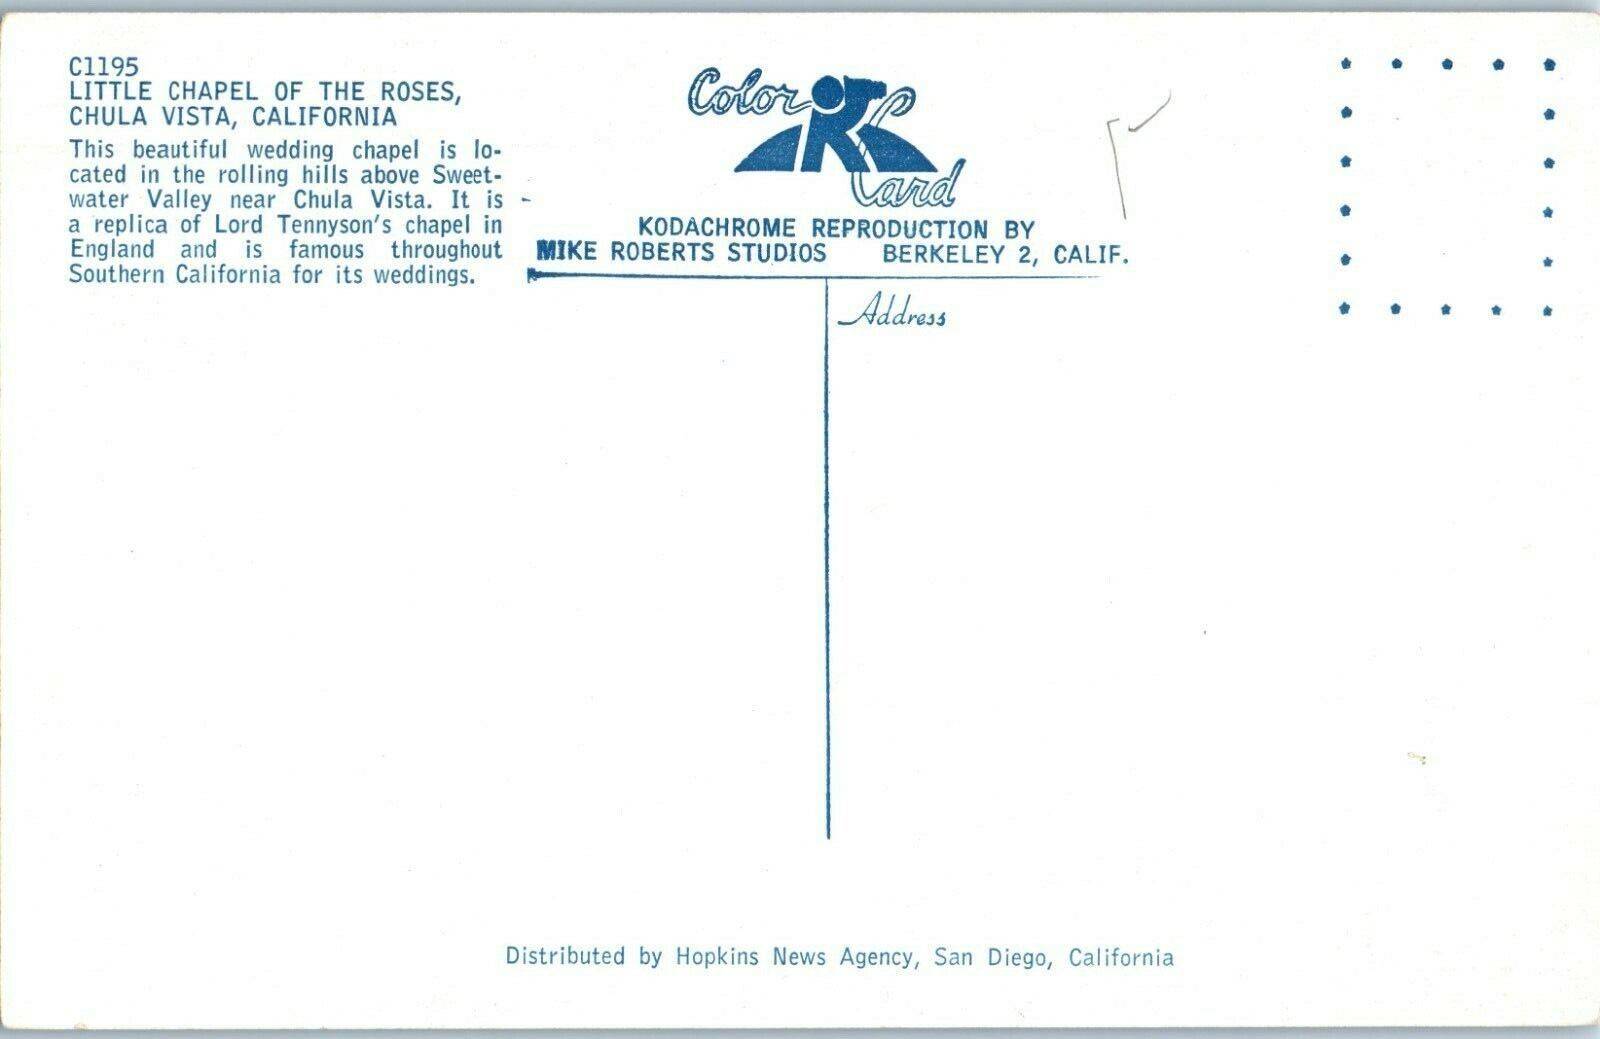 C1195
LITTLE CHAPEL OF THE ROSES,
CHULA VISTA, CALIFORNIA
This beautiful wedding chapel is lo-
cated in the rolling hills above Sweet-
water Valley near Chula Vista. It is
a replica of Lord Tennyson's chapel in
England and is famous throughout
Southern California for its weddings.
Color
Card
KODACHROME REPRODUCTION BY
MIKE ROBERTS STUDIOS BERKELEY 2, CALIF.
Address
Distributed by Hopkins News Agency, San Diego, California